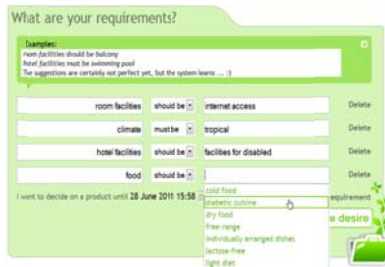 What are your requirements?
Examples:
room facilities should be balcony
hotel facilities must be swimming pool
The suggestions are certainly not perfect yet, but the system learns ... :)
room facilities should be internet access Delete
climate must be tropical Delete
hotel facilities should be facilities for disabled Delete
food should be Delete
I want to decide on a product until 28 June 2011 15:58 equirement
cold food
diabetic cuisine
dry food
e desire
free-range
individually arranged dishes
lactose-free
light diet